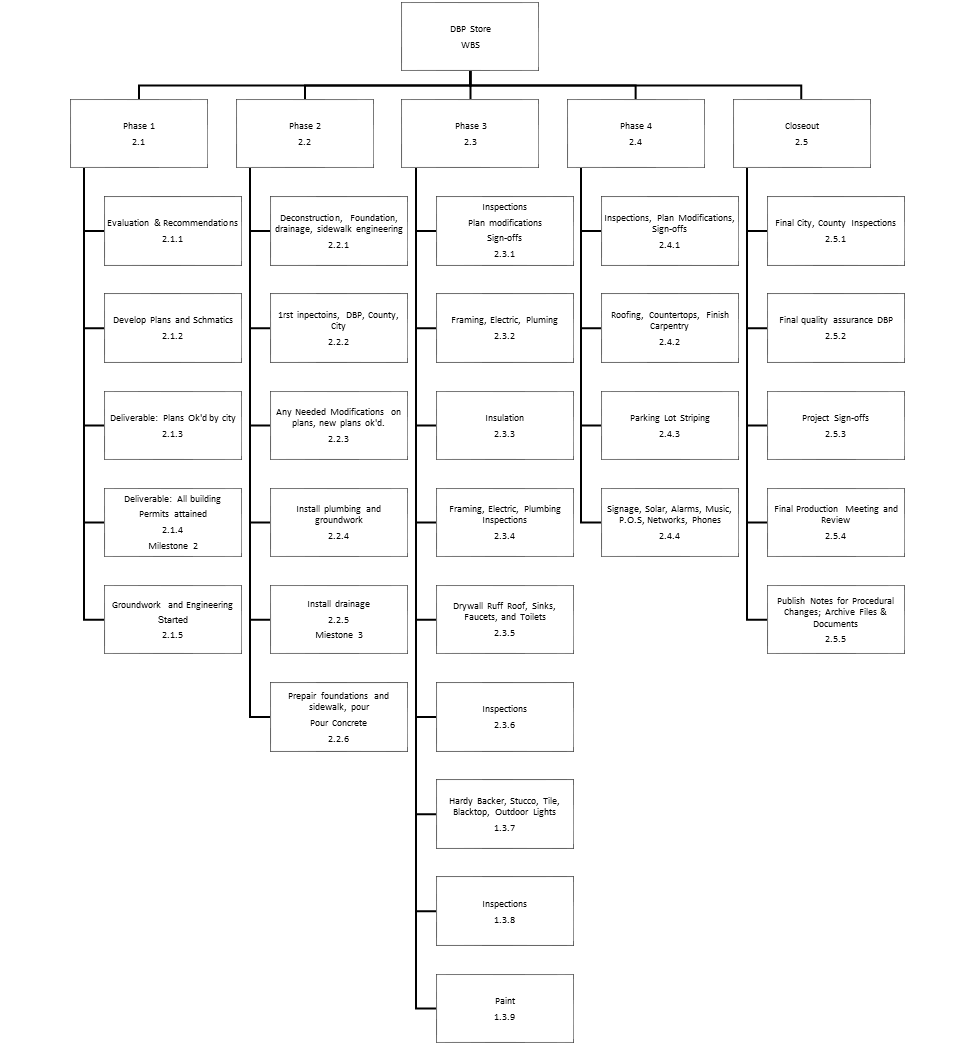 DBP Store
WBS
Phase 1
2.1
Evaluation & Recommendations
2.1.1
Develop Plans and Schmatics
2.1.2
Deliverable: Plans Ok'd by city
2.1.3
Deliverable: All building
Permits attained
2.1.4
Milestone 2
Groundwork and Engineering
Started
2.1.5
Phase 2
2.2
Deconstruction, Foundation,
drainage, sidewalk engineering
2.2.1
1rst inpectoins, DBP, County,
City
2.2.2
Any Needed Modifications on
plans, new plans ok'd.
2.2.3
Install plumbing and
groundwork
2.2.4
Install drainage
2.2.5
Miestone 3
Prepair foundations and
sidewalk, pour
Pour Concrete
2.2.6
Phase 3
2.3
Inspections
Plan modifications
Sign-offs
2.3.1
Framing, Electric, Pluming
2.3.2
Insulation
2.3.3
Framing, Electric, Plumbing
Inspections
2.3.4
Drywall Ruff Roof, Sinks,
Faucets, and Toilets
2.3.5
Inspections
2.3.6
Hardy Backer, Stucco, Tile,
Blacktop, Outdoor Lights
1.3.7
Inspections
1.3.8
Paint
1.3.9
Phase 4
2.4
Inspections, Plan Modifications,
Sign-offs
2.4.1
Roofing, Countertops, Finish
Carpentry
2.4.2
Parking Lot Striping
2.4.3
Signage, Solar, Alarms, Music,
P.O.S, Networks, Phones
2.4.4
Closeout
2.5
Final City, County Inspections
2.5.1
Final quality assurance DBP
2.5.2
Project Sign-offs
2.5.3
Final Production Meeting and
Review
2.5.4
Publish Notes for Procedural
Changes; Archive Files &
Documents
2.5.5